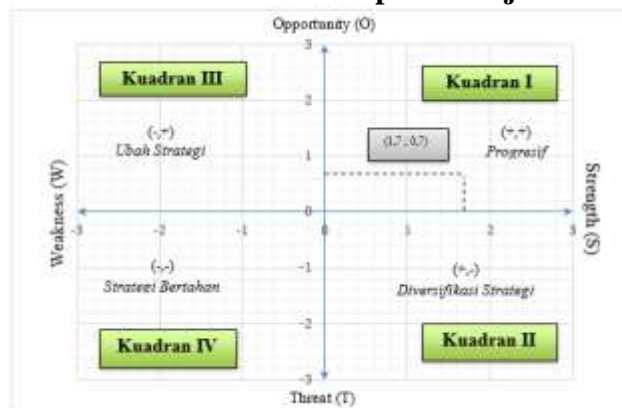 Opportunity (O)
3
Kuadran III
Kuadran I
2
(-,+)
Ubah Strategi
(1,7 ; 0,7)
(+,+)
Progresif
1
Weakness (W)
Strength (S)
0
-3
-2
-1
0
1
2
3
(-,-)
Strategi Bertahan
-1
(+,-)
Diversifikasi Strategi
-2
Kuadran IV
Kuadran II
-3
Threat (T)